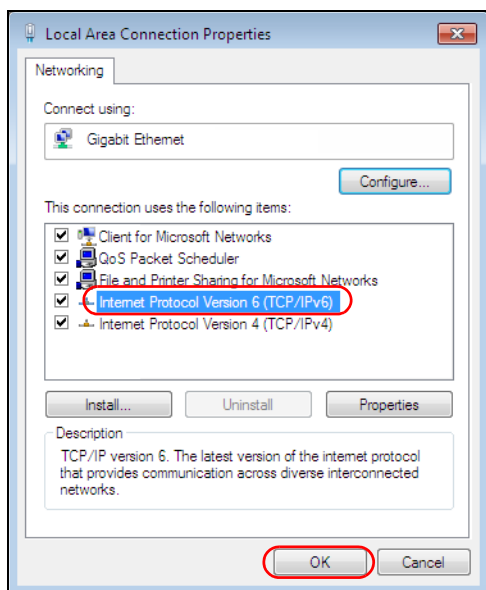 Local Area Connection Properties
Networking
Connect using:
Gigabit Ethernet
Configure...
This connection uses the following items:
Client for Microsoft Networks
QoS Packet Scheduler
File and Printer Sharing for Microsoft Networks
Internet Protocol Version 6 (TCP/IPv6)
Internet Protocol Version 4 (TCP/IPv4)
Install... Uninstall Properties
Description
TCP/IP version 6. The latest version of the internet protocol
that provides communication across diverse interconnected
networks.
OK Cancel